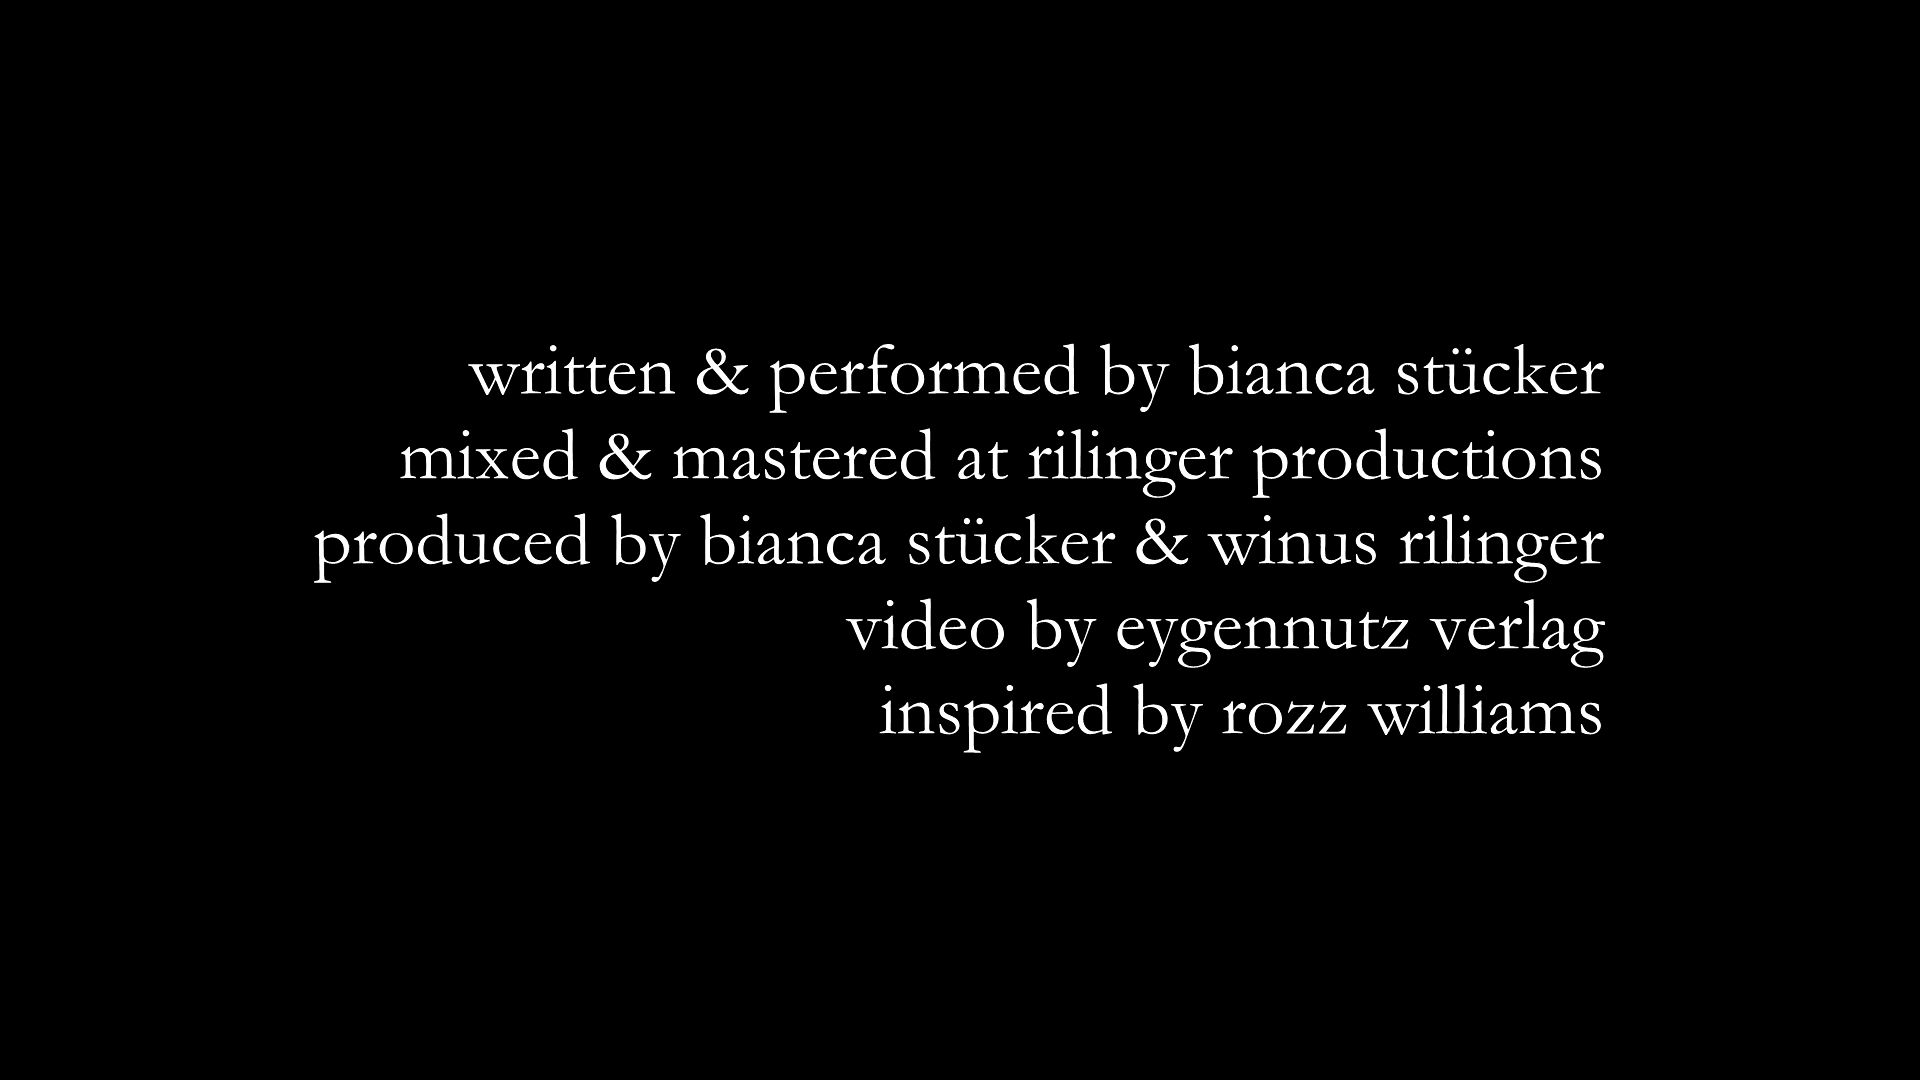 written & performed by bianca stücker
mixed & mastered at rilinger productions
produced by bianca stücker & winus rilinger
video by eygennutz verlag
inspired by rozz williams